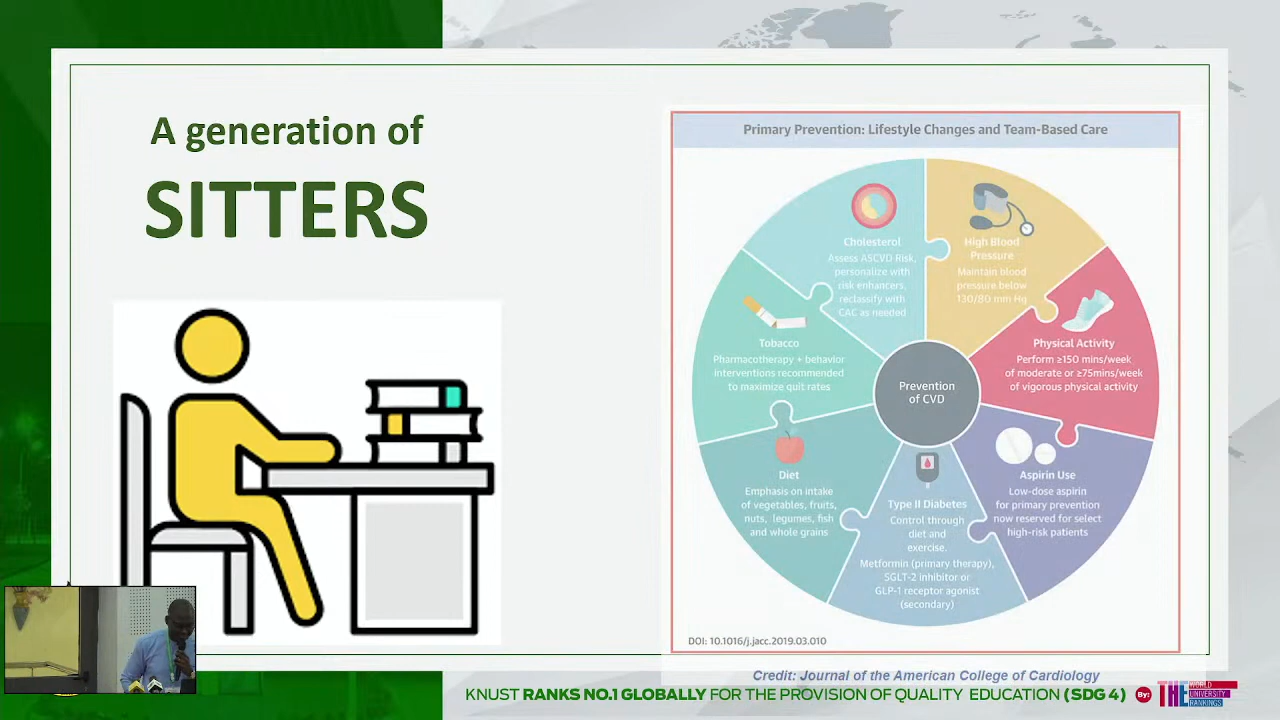 A generation of
SITTERS
Primary Prevention: Lifestyle Changes and Team-Based Care
Cholesterol
Assess ASCVD Risk,
personalize with
risk enhancers,
reclassify with
CAC as needed
High Blood
Pressure
Maintain blood
pressure below
130/80 mm Hg
Physical Activity
Perform ≥150 mins/week
of moderate or ≥75mins/week
of vigorous physical activity
Tobacco
Pharmacotherapy + behavior
interventions recommended
to maximize quit rates
Prevention
of CVD
Diet
Emphasis on intake
of vegetables, fruits,
nuts, legumes, fish
and whole grains
Type II Diabetes
Control through
diet and
exercise.
Metformin (primary therapy),
SGLT-2 inhibitor or
GLP-1 receptor agonist
(secondary)
Aspirin Use
Low-dose aspirin
for primary prevention
now reserved for select
high-risk patients
DOI: 10.1016/j.jacc.2019.03.010
Credit: Journal of the American College of Cardiology
KNUST RANKS NO.1 GLOBALLY FOR THE PROVISION OF QUALITY EDUCATION (SDG 4) By:
THE WORLD
UNIVERSITY
RANKINGS